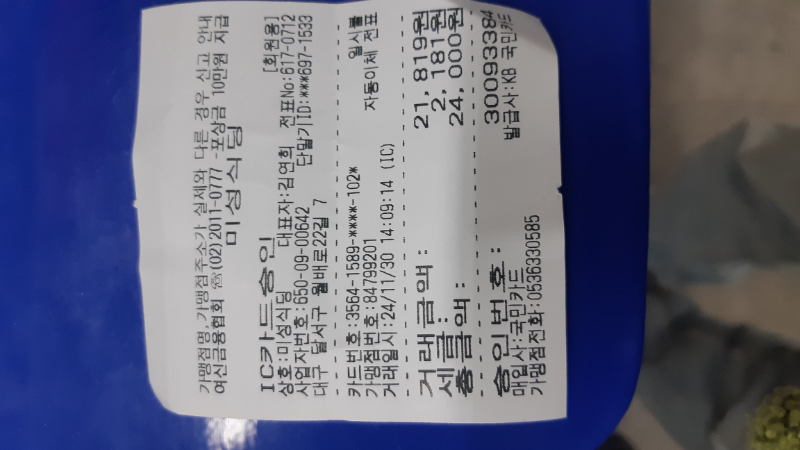 가맹점명,가맹점주소가 실제와 다른 경우 신고 안내
여신금융협회 ☏(02)2011-0777 -포상금 10만원 지급
미성식딩
IC카드승인 [회원용]
상호:미성식딩 대표자:김연희 전표No:617-0712
사업자번호:650-09-00642 단말기ID:***697-1533
대구 달서구 월배로22길 7
카드번호:3564-1589-****-102* 일시불
가맹점번호:84799201 자동이체 전표
거래일시:24/11/30 14:09:14 (IC)
거래금액: 21,819원
세금: 2,181원
총액: 24,000원
승인번호: 30093384
매입사:국민카드 발급사:KB 국민카드
가맹점전화:0536330585